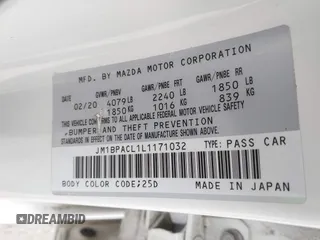 MFD. BY MAZDA MOTOR CORPORATION
GVWR/PNBV GAWR/PNBE FRT GAWR/PNBE RR
02/20 4079LB 2240 LB 1850 LB
1850KG 1016 KG 839 KG
THIS VEHICLE CONFORMS TO ALL APPLICABLE FEDERAL MOTOR VEHICLE SAFETY
BUMPER AND THEFT PREVENTION
STANDARDS IN EFFECT ON THE DATE OF MANUFACTURE SHOWN ABOVE.
JM1BPACL1L1171032 TYPE: PASS CAR
BODY COLOR CODE;25D MADE IN JAPAN
DREAMBID